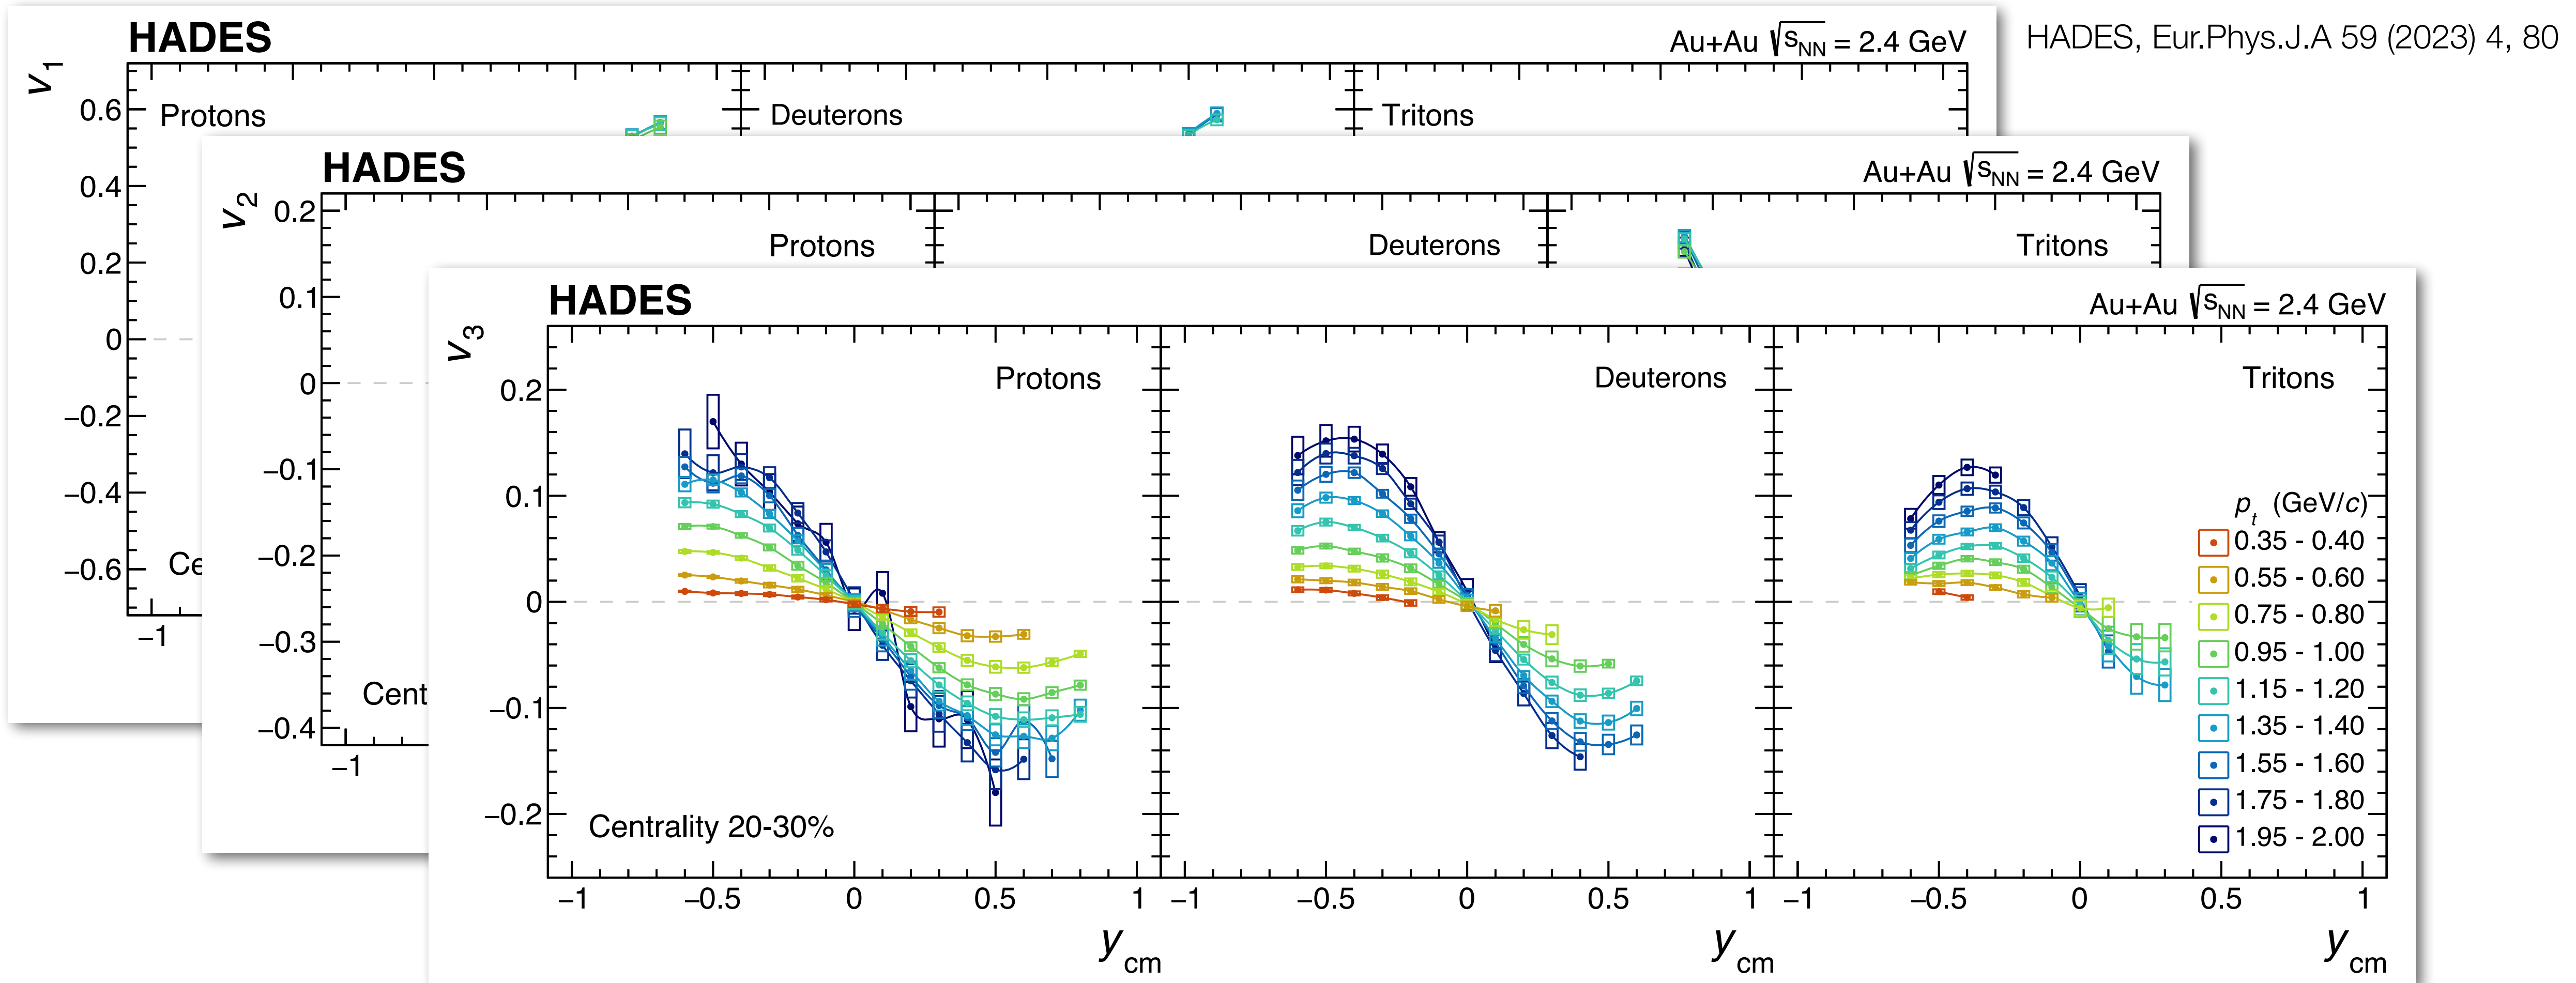 HADES
Au+Au √sNN = 2.4 GeV
HADES, Eur.Phys.J.A 59 (2023) 4, 80
v1
Protons
Deuterons
Tritons
0.6
0.4
0.2
0
−0.2
−0.4
−0.6
Ce
−1
HADES
Au+Au √sNN = 2.4 GeV
v2
Protons
Deuterons
Tritons
0.2
0.1
0
−0.1
−0.2
−0.3
−0.4
Cent
−1
HADES
Au+Au √sNN = 2.4 GeV
v3
Protons
Deuterons
Tritons
0.2
0.1
0
−0.1
−0.2
Centrality 20-30%
pt (GeV/c)
0.35 - 0.40
0.55 - 0.60
0.75 - 0.80
0.95 - 1.00
1.15 - 1.20
1.35 - 1.40
1.55 - 1.60
1.75 - 1.80
1.95 - 2.00
−1 −0.5 0 0.5 1 −1 −0.5 0 0.5 1 −1 −0.5 0 0.5 1
ycm ycm ycm